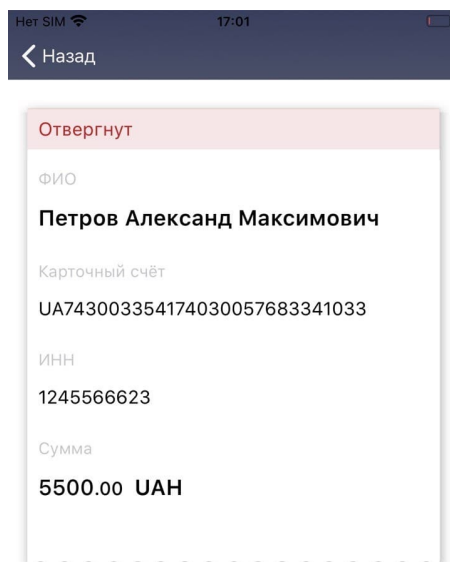 Нет SIM 17:01
Назад
Отвергнут
ФИО
Петров Александ Максимович
Карточный счёт
UA743003354174030057683341033
ИНН
1245566623
Сумма
5500.00 UAH